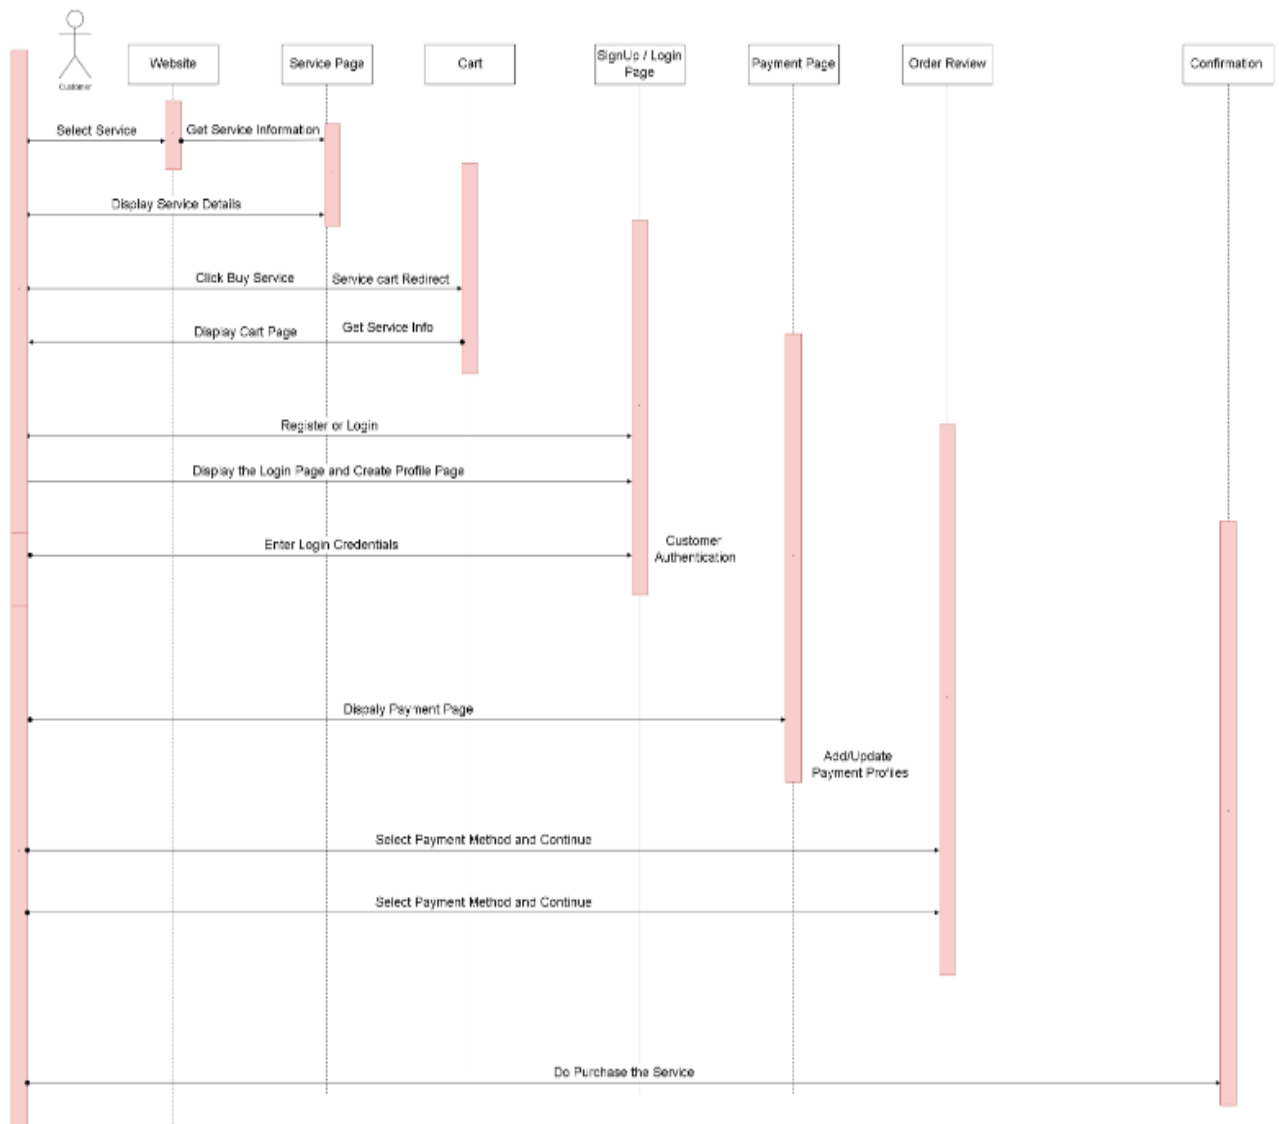 Customer
Website
Service Page
Cart
SignUp / Login
Page
Payment Page
Order Review
Confirmation
Select Service
Get Service Information
Display Service Details
Click Buy Service
Service cart Redirect
Display Cart Page
Get Service Info
Register or Login
Display the Login Page and Create Profile Page
Enter Login Credentials
Customer
Authentication
Dispaly Payment Page
Add/Update
Payment Profiles
Select Payment Method and Continue
Select Payment Method and Continue
Do Purchase the Service